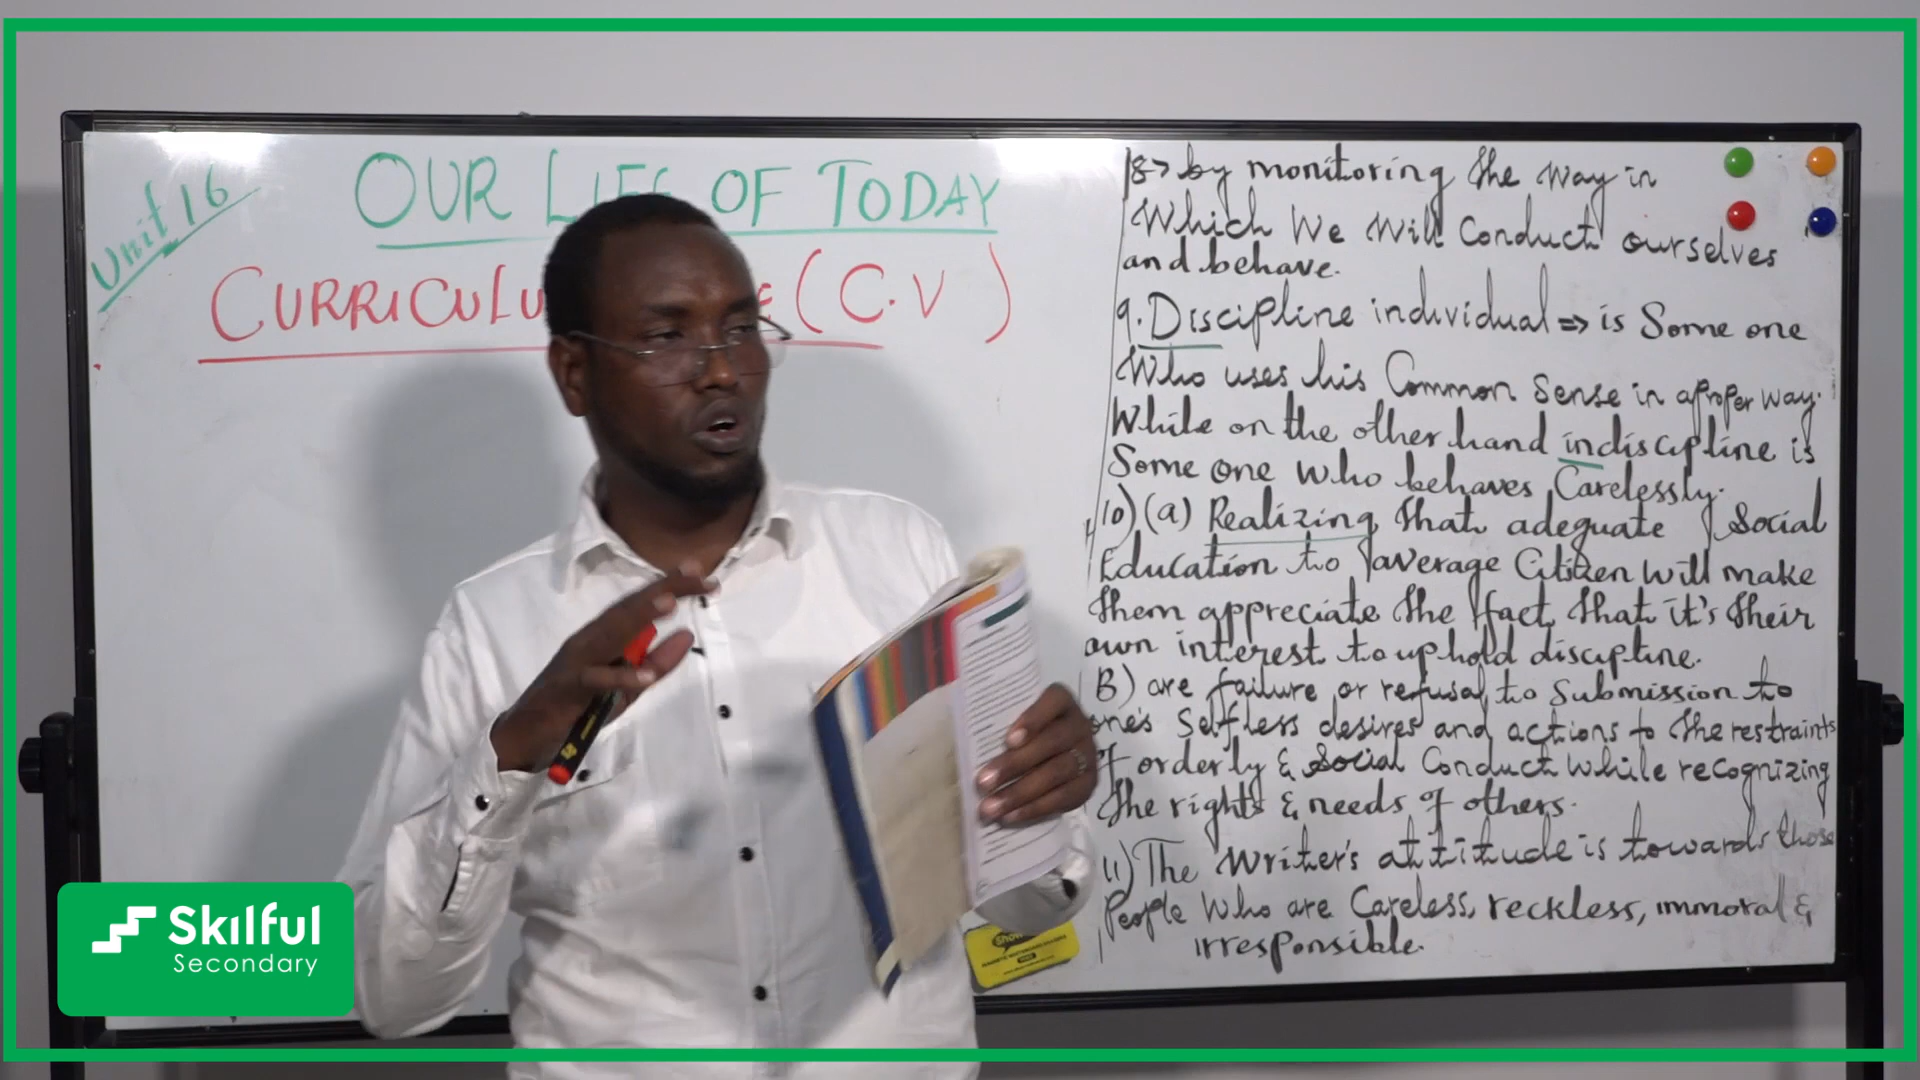 Unit 16
OUR LIFE OF TODAY
CURRICULU (C.V)
8> by monitoring the way in
Which We Will Conduct ourselves
and behave.
9. Discipline individual => is Some one
Who uses his Common Sense in a proper way.
While on the other hand indiscipline is
Some one who behaves Carelessly.
10) (a) Realizing that adequate Social
Education to average Citizen will make
them appreciate the fact that it's their
own interest to uphold discipline.
B) are failure or refusal to Submission to
one's Selfless desires and actions to the restraints
of orderly & Social Conduct while recognizing
the rights & needs of others.
11) The Writer's attitude is towards those
People Who are Careless, reckless, immoral &
irresponsible.
Skilful
Secondary